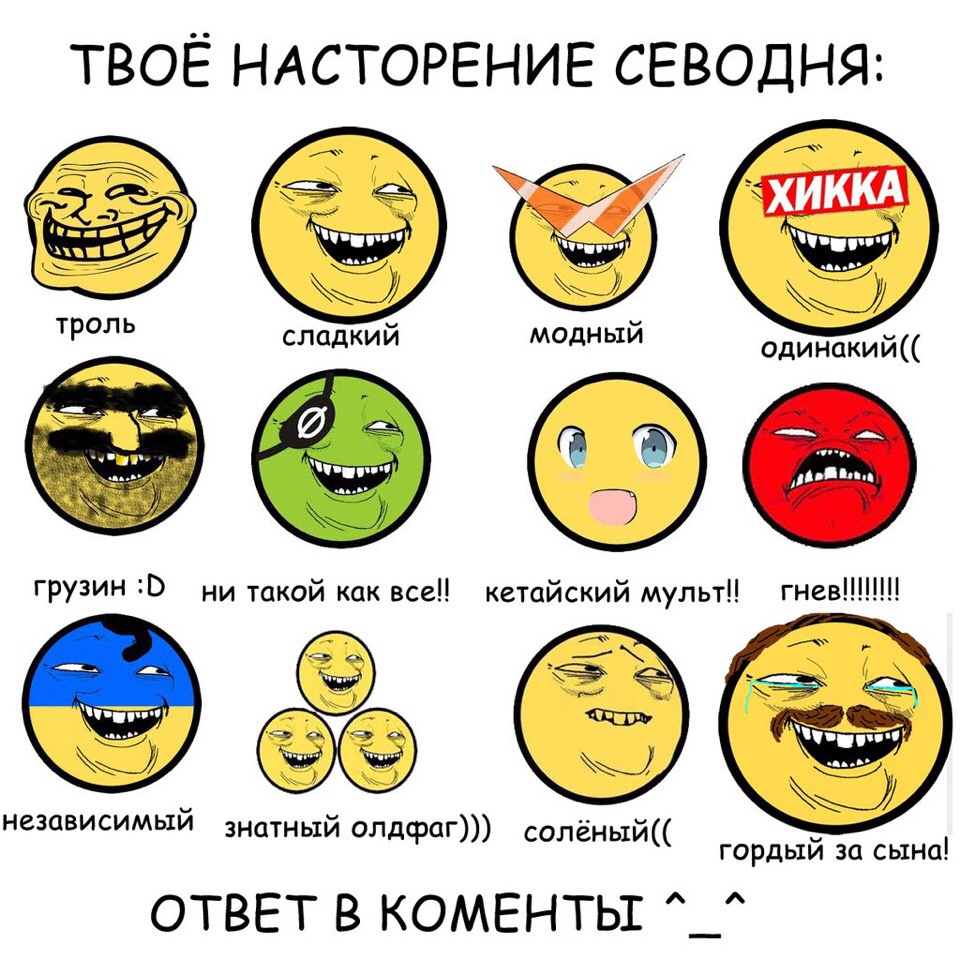 ТВОЁ НАСТОРЕНИЕ СЕВОДНЯ:
ХИККА
троль
сладкий
модный
одинакий((
грузин :D
ни такой как все!!
кетайский мульт!!
гнев!!!!!!!!
независимый
знатный олдфаг)))
солёный((
гордый за сына!
ОТВЕТ В КОМЕНТЫ ^_^